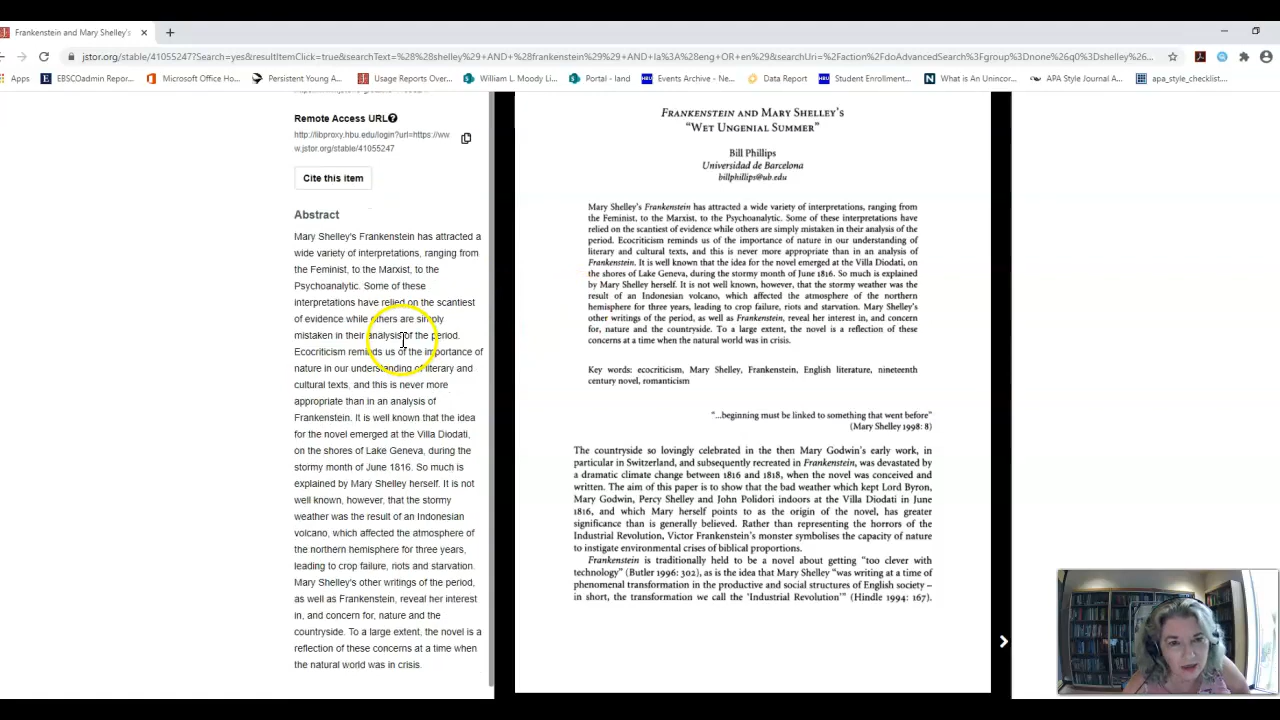 Frankenstein and Mary Shelley's
jstor.org/stable/41055247?Search=yes&resultItemClick=true&searchText=%28%28shelley%29+AND+%28frankenstein%29%29+AND+la%3A%28eng+OR+en%29&searchUri=%2Faction%2FdoAdvancedSearch%3Fgroup%3Dnone%26q0%3Dshelley%26...
Apps
EBSCOadmin Repor...
Microsoft Office Ho...
Persistent Young A...
Usage Reports Over...
William L. Moody Li...
Portal - land
Events Archive - Ne...
Data Report
Student Enrollment...
What is An Unincor...
APA Style Journal A...
apa_style_checklist...
Remote Access URL
http://libproxy.hbu.edu/login?url=https://ww
w.jstor.org/stable/41055247
Cite this item
Abstract
Mary Shelley's Frankenstein has attracted a
wide variety of interpretations, ranging from
the Feminist, to the Marxist, to the
Psychoanalytic. Some of these
interpretations have relied on the scantiest
of evidence while others are simply
mistaken in their analysis of the period.
Ecocriticism reminds us of the importance of
nature in our understanding of literary and
cultural texts, and this is never more
appropriate than in an analysis of
Frankenstein. It is well known that the idea
for the novel emerged at the Villa Diodati,
on the shores of Lake Geneva, during the
stormy month of June 1816. So much is
explained by Mary Shelley herself. It is not
well known, however, that the stormy
weather was the result of an Indonesian
volcano, which affected the atmosphere of
the northern hemisphere for three years,
leading to crop failure, riots and starvation.
Mary Shelley's other writings of the period,
as well as Frankenstein, reveal her interest
in, and concern for, nature and the
countryside. To a large extent, the novel is a
reflection of these concerns at a time when
the natural world was in crisis.
FRANKENSTEIN AND MARY SHELLEY'S
"WET UNGENIAL SUMMER"
Bill Phillips
Universidad de Barcelona
billphillips@ub.edu
Mary Shelley's Frankenstein has attracted a wide variety of interpretations, ranging from
the Feminist, to the Marxist, to the Psychoanalytic. Some of these interpretations have
relied on the scantiest of evidence while others are simply mistaken in their analysis of the
period. Ecocriticism reminds us of the importance of nature in our understanding of
literary and cultural texts, and this is never more appropriate than in an analysis of
Frankenstein. It is well known that the idea for the novel emerged at the Villa Diodati, on
the shores of Lake Geneva, during the stormy month of June 1816. So much is explained
by Mary Shelley herself. It is not well known, however, that the stormy weather was the
result of an Indonesian volcano, which affected the atmosphere of the northern
hemisphere for three years, leading to crop failure, riots and starvation. Mary Shelley's
other writings of the period, as well as Frankenstein, reveal her interest in, and concern
for, nature and the countryside. To a large extent, the novel is a reflection of these
concerns at a time when the natural world was in crisis.
Key words: ecocriticism, Mary Shelley, Frankenstein, English literature, nineteenth
century novel, romanticism
"...beginning must be linked to something that went before"
(Mary Shelley 1998: 8)
The countryside so lovingly celebrated in the then Mary Godwin's early work, in
particular in Switzerland, and subsequently recreated in Frankenstein, was devastated by
a dramatic climate change between 1816 and 1818, when the novel was conceived and
written. The aim of this paper is to show that the bad weather which kept Lord Byron,
Mary Godwin, Percy Shelley and John Polidori indoors at the Villa Diodati in June
1816, and which Mary herself points to as the origin of the novel, has greater
significance than is generally believed. Rather than representing the horrors of the
Industrial Revolution, Victor Frankenstein's monster symbolises the capacity of nature
to instigate environmental crises of biblical proportions.
Frankenstein is traditionally held to be a novel about getting "too clever with
technology" (Butler 1996: 302), as is the idea that Mary Shelley "was writing at a time of
phenomenal transformation in the productive and social structures of English society –
in short, the transformation we call the 'Industrial Revolution'" (Hindle 1994: 167).